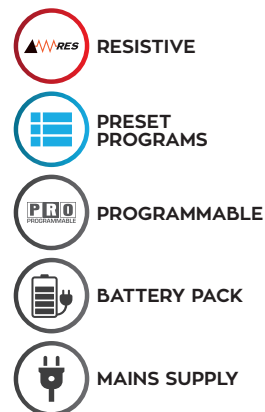 RES
RESISTIVE
PRESET
PROGRAMS
PRO
PROGRAMMABLE
PROGRAMMABLE
BATTERY PACK
MAINS SUPPLY